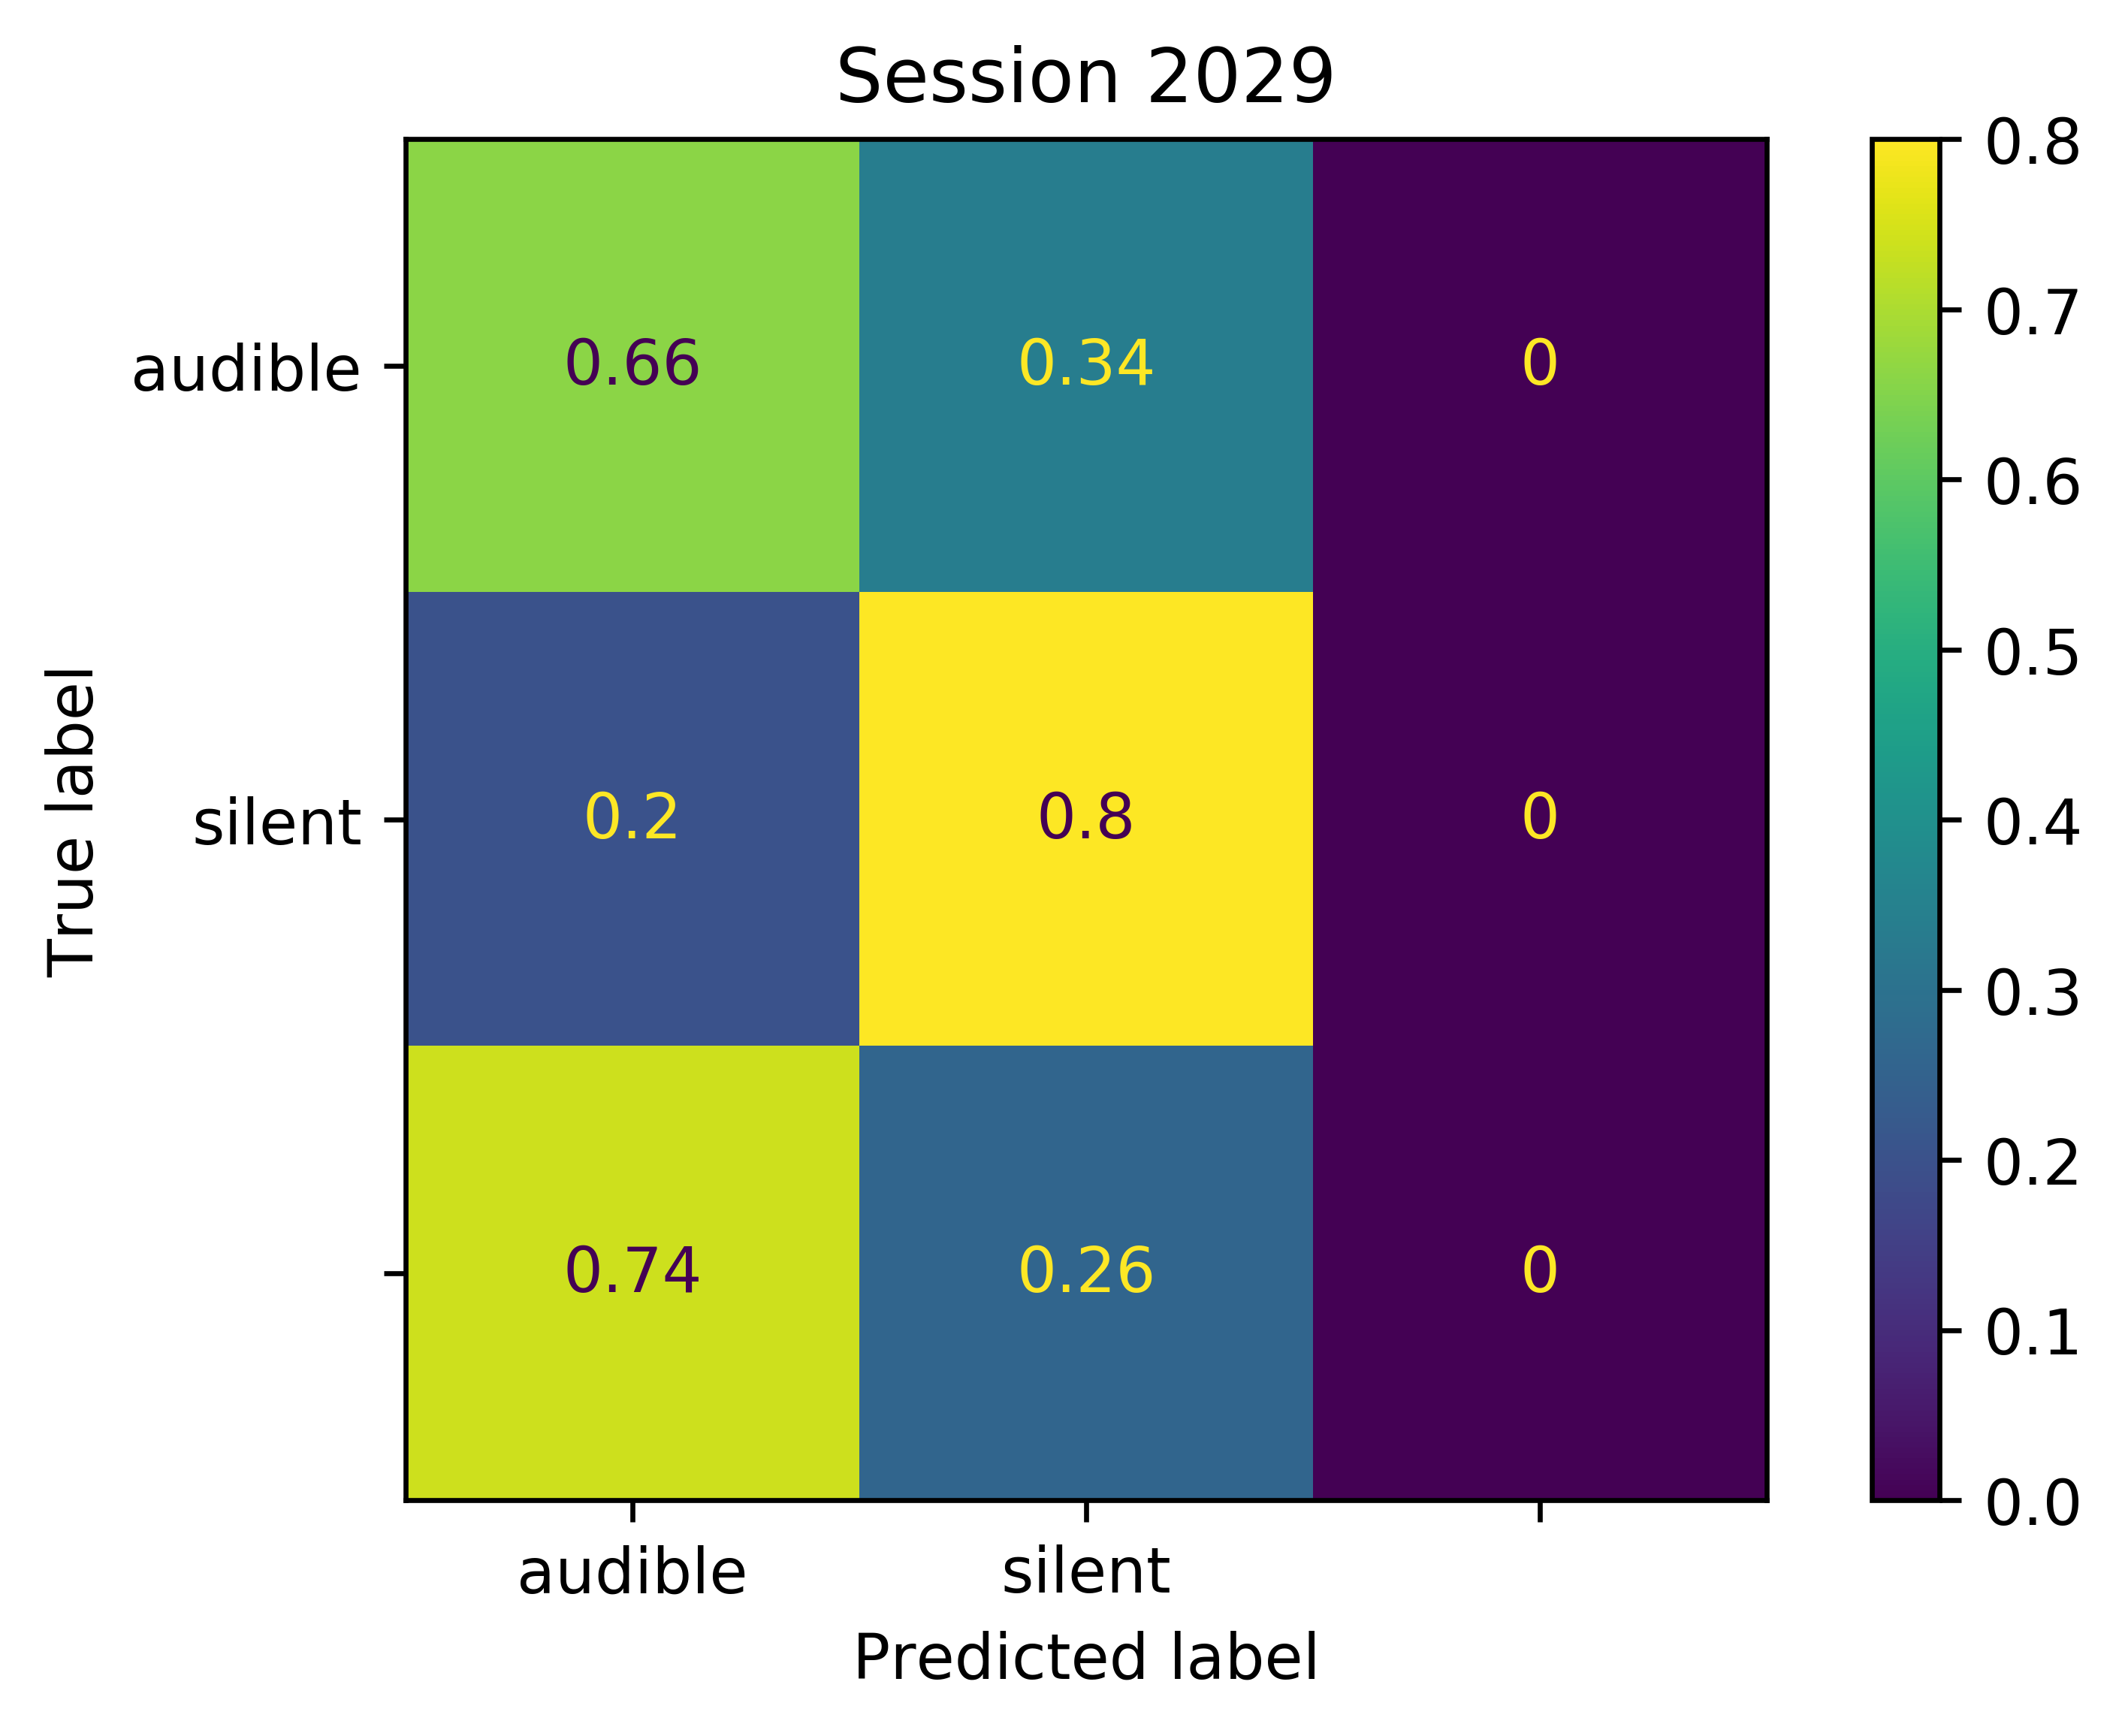 Session 2029
True label
audible
silent
0.66 0.34 0
0.2 0.8 0
0.74 0.26 0
audible silent
Predicted label
0.8
0.7
0.6
0.5
0.4
0.3
0.2
0.1
0.0